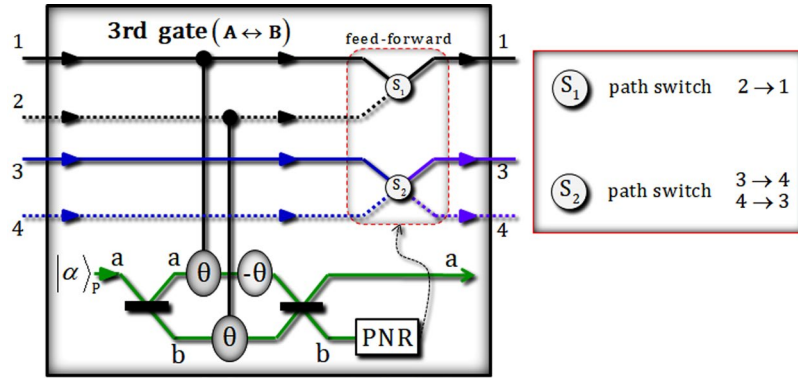 3rd gate (A ↔ B)
feed-forward
1
1
S1
2
3
3
S2
4
4
|α⟩P
a
a
θ
-θ
a
θ
b
b
PNR
S1 path switch 2 → 1
S2 path switch 3 → 4
4 → 3